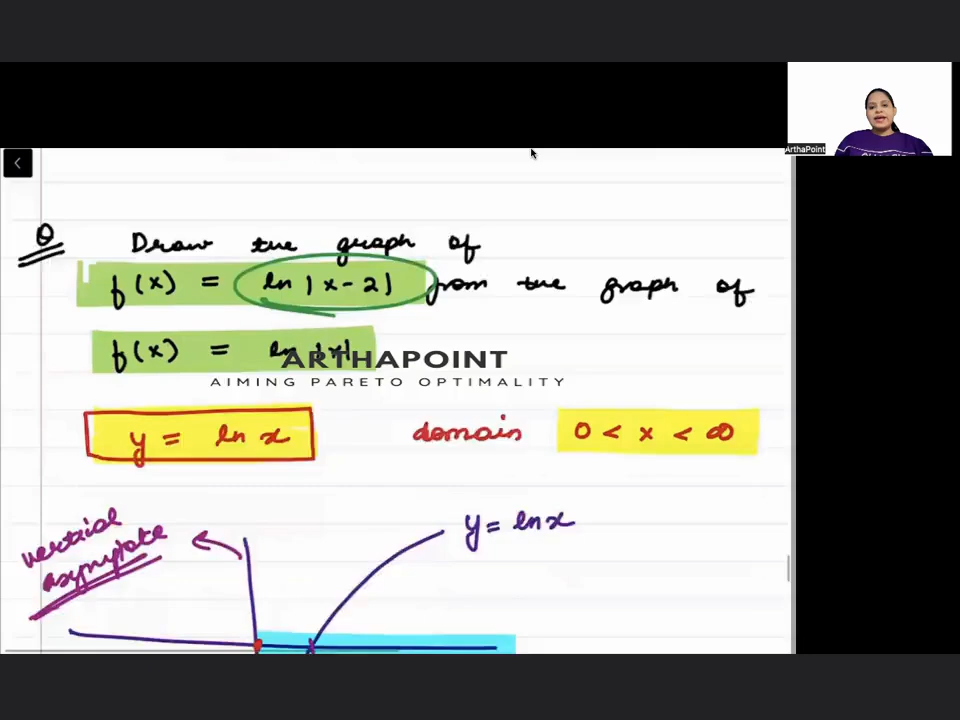 ArthaPoint
Q Draw the graph of
f(x) = ln |x-2| from the graph of
f(x) = ln |x|
ARTHAPOINT
AIMING PARETO OPTIMALITY
y = ln x domain 0 < x < ∞
vertical
asymptote
y = ln x